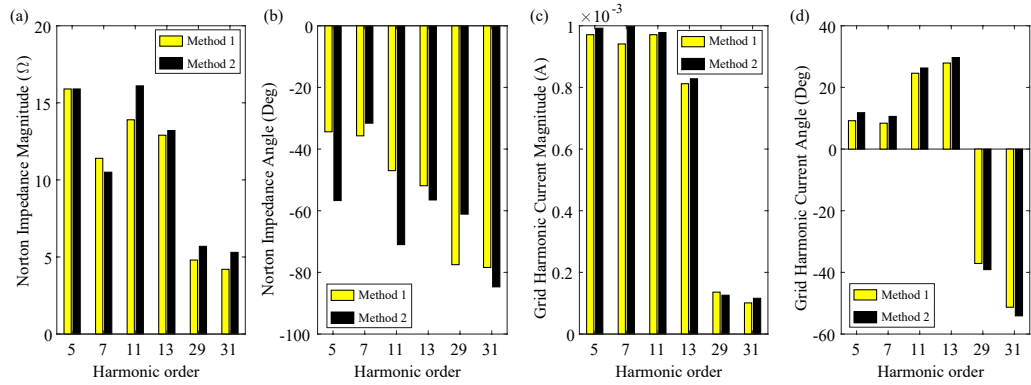 (a)
20
15
10
5
0
Norton Impedance Magnitude (Ω)
Method 1
Method 2
5 7 11 13 29 31
Harmonic order
(b)
0
-20
-40
-60
-80
-100
Norton Impedance Angle (Deg)
Method 1
Method 2
5 7 11 13 29 31
Harmonic order
(c)
×10⁻³
1
0.8
0.6
0.4
0.2
0
Grid Harmonic Current Magnitude (A)
Method 1
Method 2
5 7 11 13 29 31
Harmonic order
(d)
40
20
0
-20
-40
-60
Grid Harmonic Current Angle (Deg)
Method 1
Method 2
5 7 11 13 29 31
Harmonic order